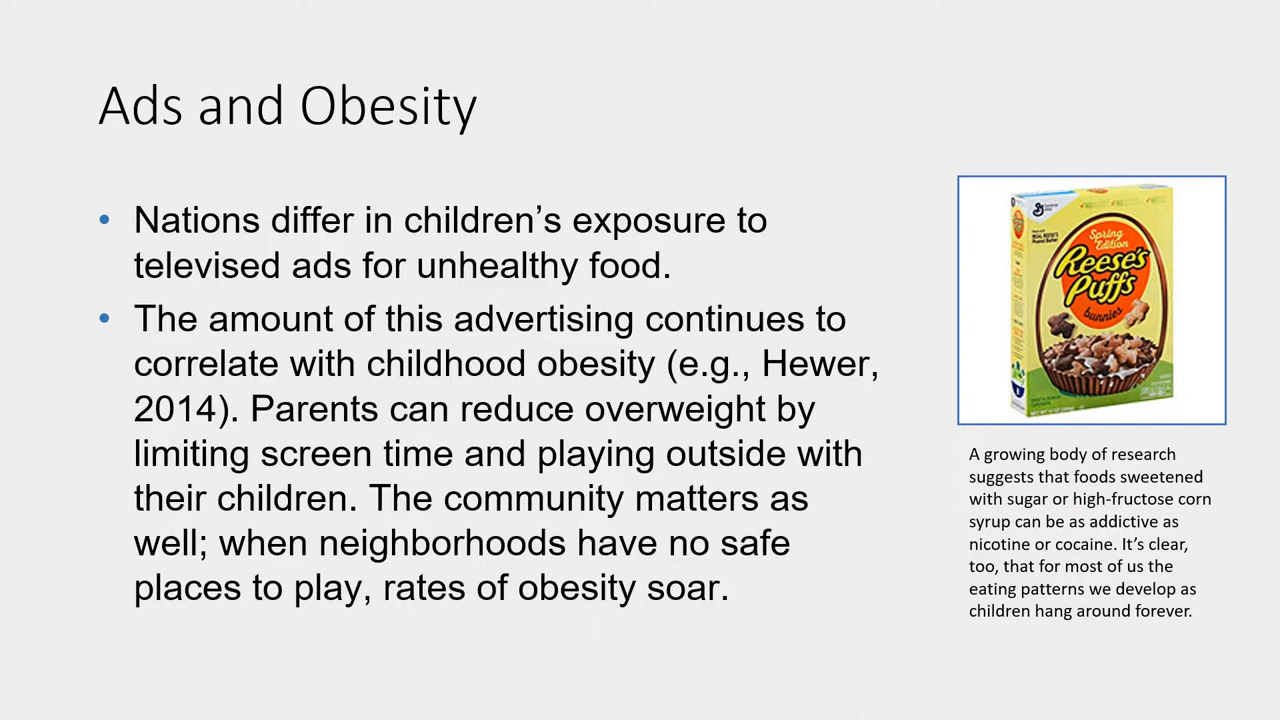 Ads and Obesity
• Nations differ in children’s exposure to
televised ads for unhealthy food.
• The amount of this advertising continues to
correlate with childhood obesity (e.g., Hewer,
2014). Parents can reduce overweight by
limiting screen time and playing outside with
their children. The community matters as
well; when neighborhoods have no safe
places to play, rates of obesity soar.
Spring
Edition
Reese's
Puffs
bunnies
A growing body of research
suggests that foods sweetened
with sugar or high-fructose corn
syrup can be as addictive as
nicotine or cocaine. It’s clear,
too, that for most of us the
eating patterns we develop as
children hang around forever.